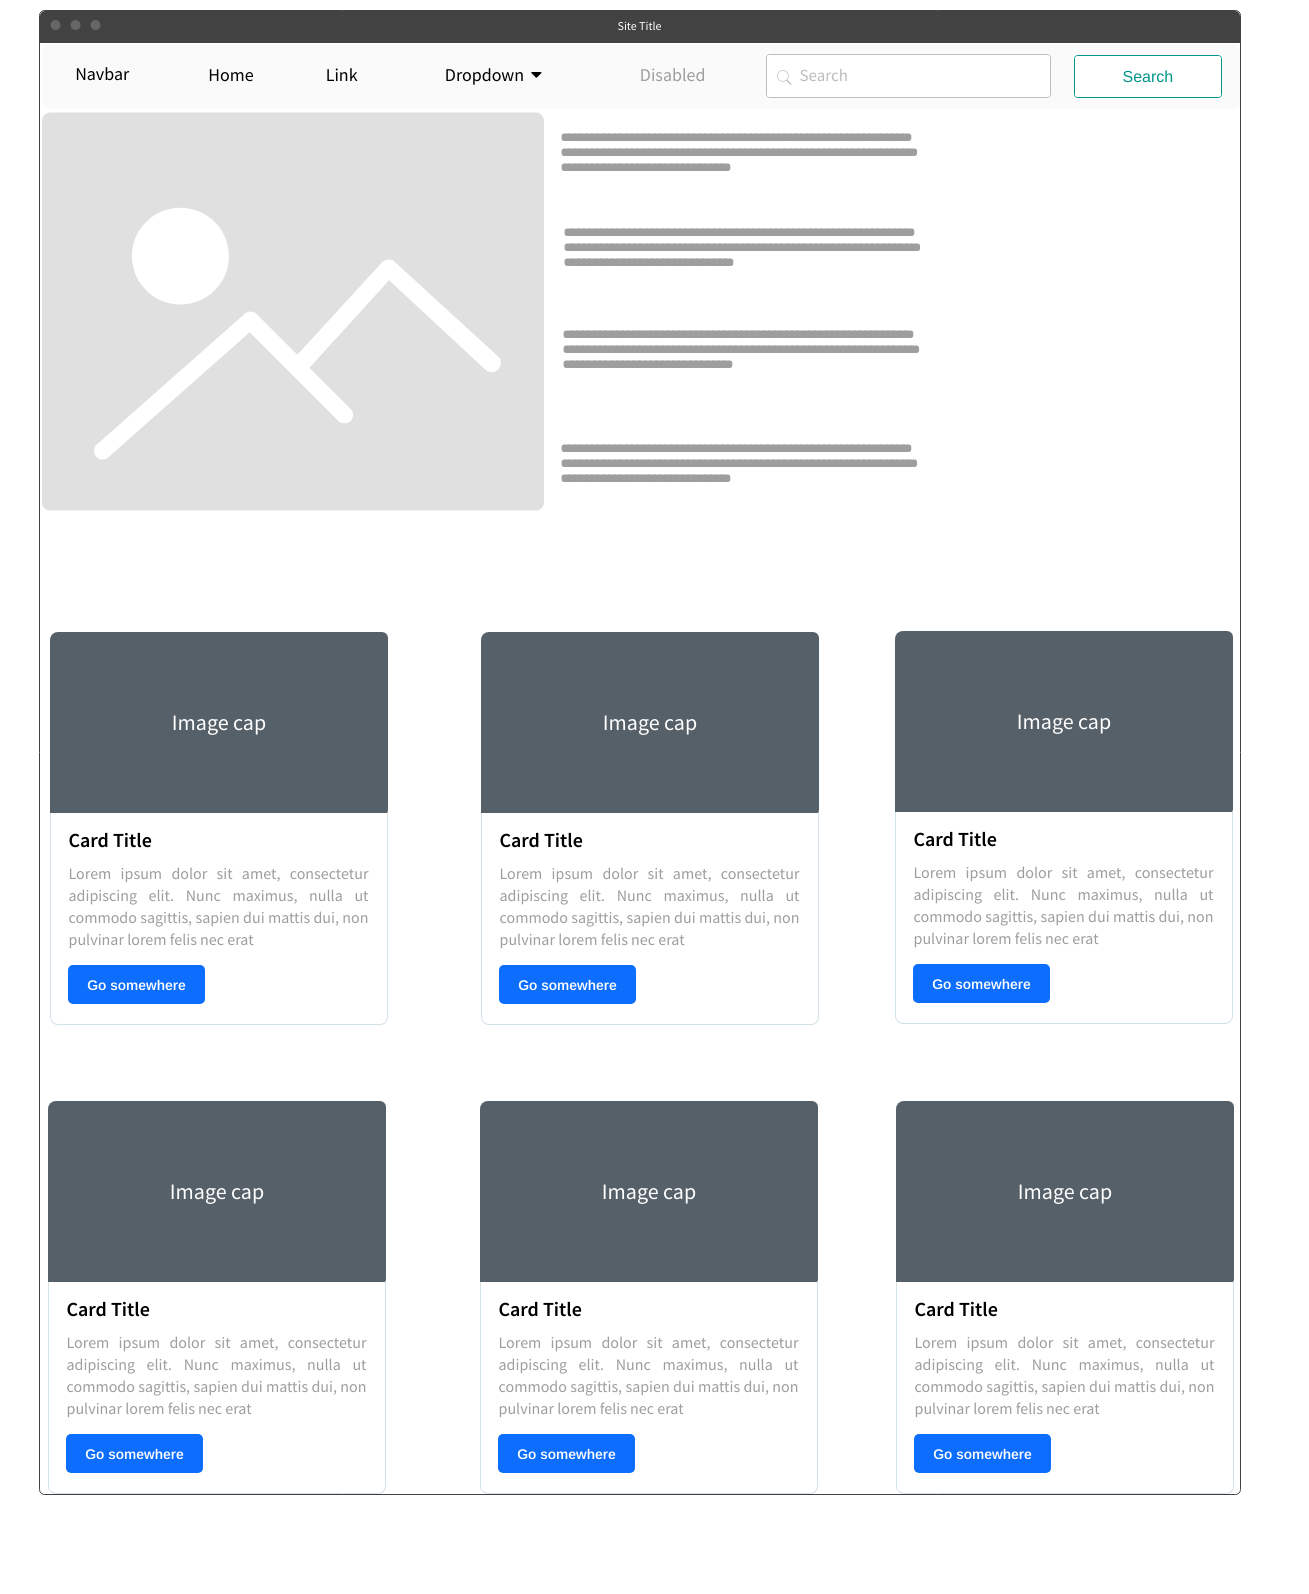 Site Title
Navbar Home Link Dropdown Disabled Search Search
Image cap
Card Title
Lorem ipsum dolor sit amet, consectetur
adipiscing elit. Nunc maximus, nulla ut
commodo sagittis, sapien dui mattis dui, non
pulvinar lorem felis nec erat
Go somewhere
Image cap
Card Title
Lorem ipsum dolor sit amet, consectetur
adipiscing elit. Nunc maximus, nulla ut
commodo sagittis, sapien dui mattis dui, non
pulvinar lorem felis nec erat
Go somewhere
Image cap
Card Title
Lorem ipsum dolor sit amet, consectetur
adipiscing elit. Nunc maximus, nulla ut
commodo sagittis, sapien dui mattis dui, non
pulvinar lorem felis nec erat
Go somewhere
Image cap
Card Title
Lorem ipsum dolor sit amet, consectetur
adipiscing elit. Nunc maximus, nulla ut
commodo sagittis, sapien dui mattis dui, non
pulvinar lorem felis nec erat
Go somewhere
Image cap
Card Title
Lorem ipsum dolor sit amet, consectetur
adipiscing elit. Nunc maximus, nulla ut
commodo sagittis, sapien dui mattis dui, non
pulvinar lorem felis nec erat
Go somewhere
Image cap
Card Title
Lorem ipsum dolor sit amet, consectetur
adipiscing elit. Nunc maximus, nulla ut
commodo sagittis, sapien dui mattis dui, non
pulvinar lorem felis nec erat
Go somewhere